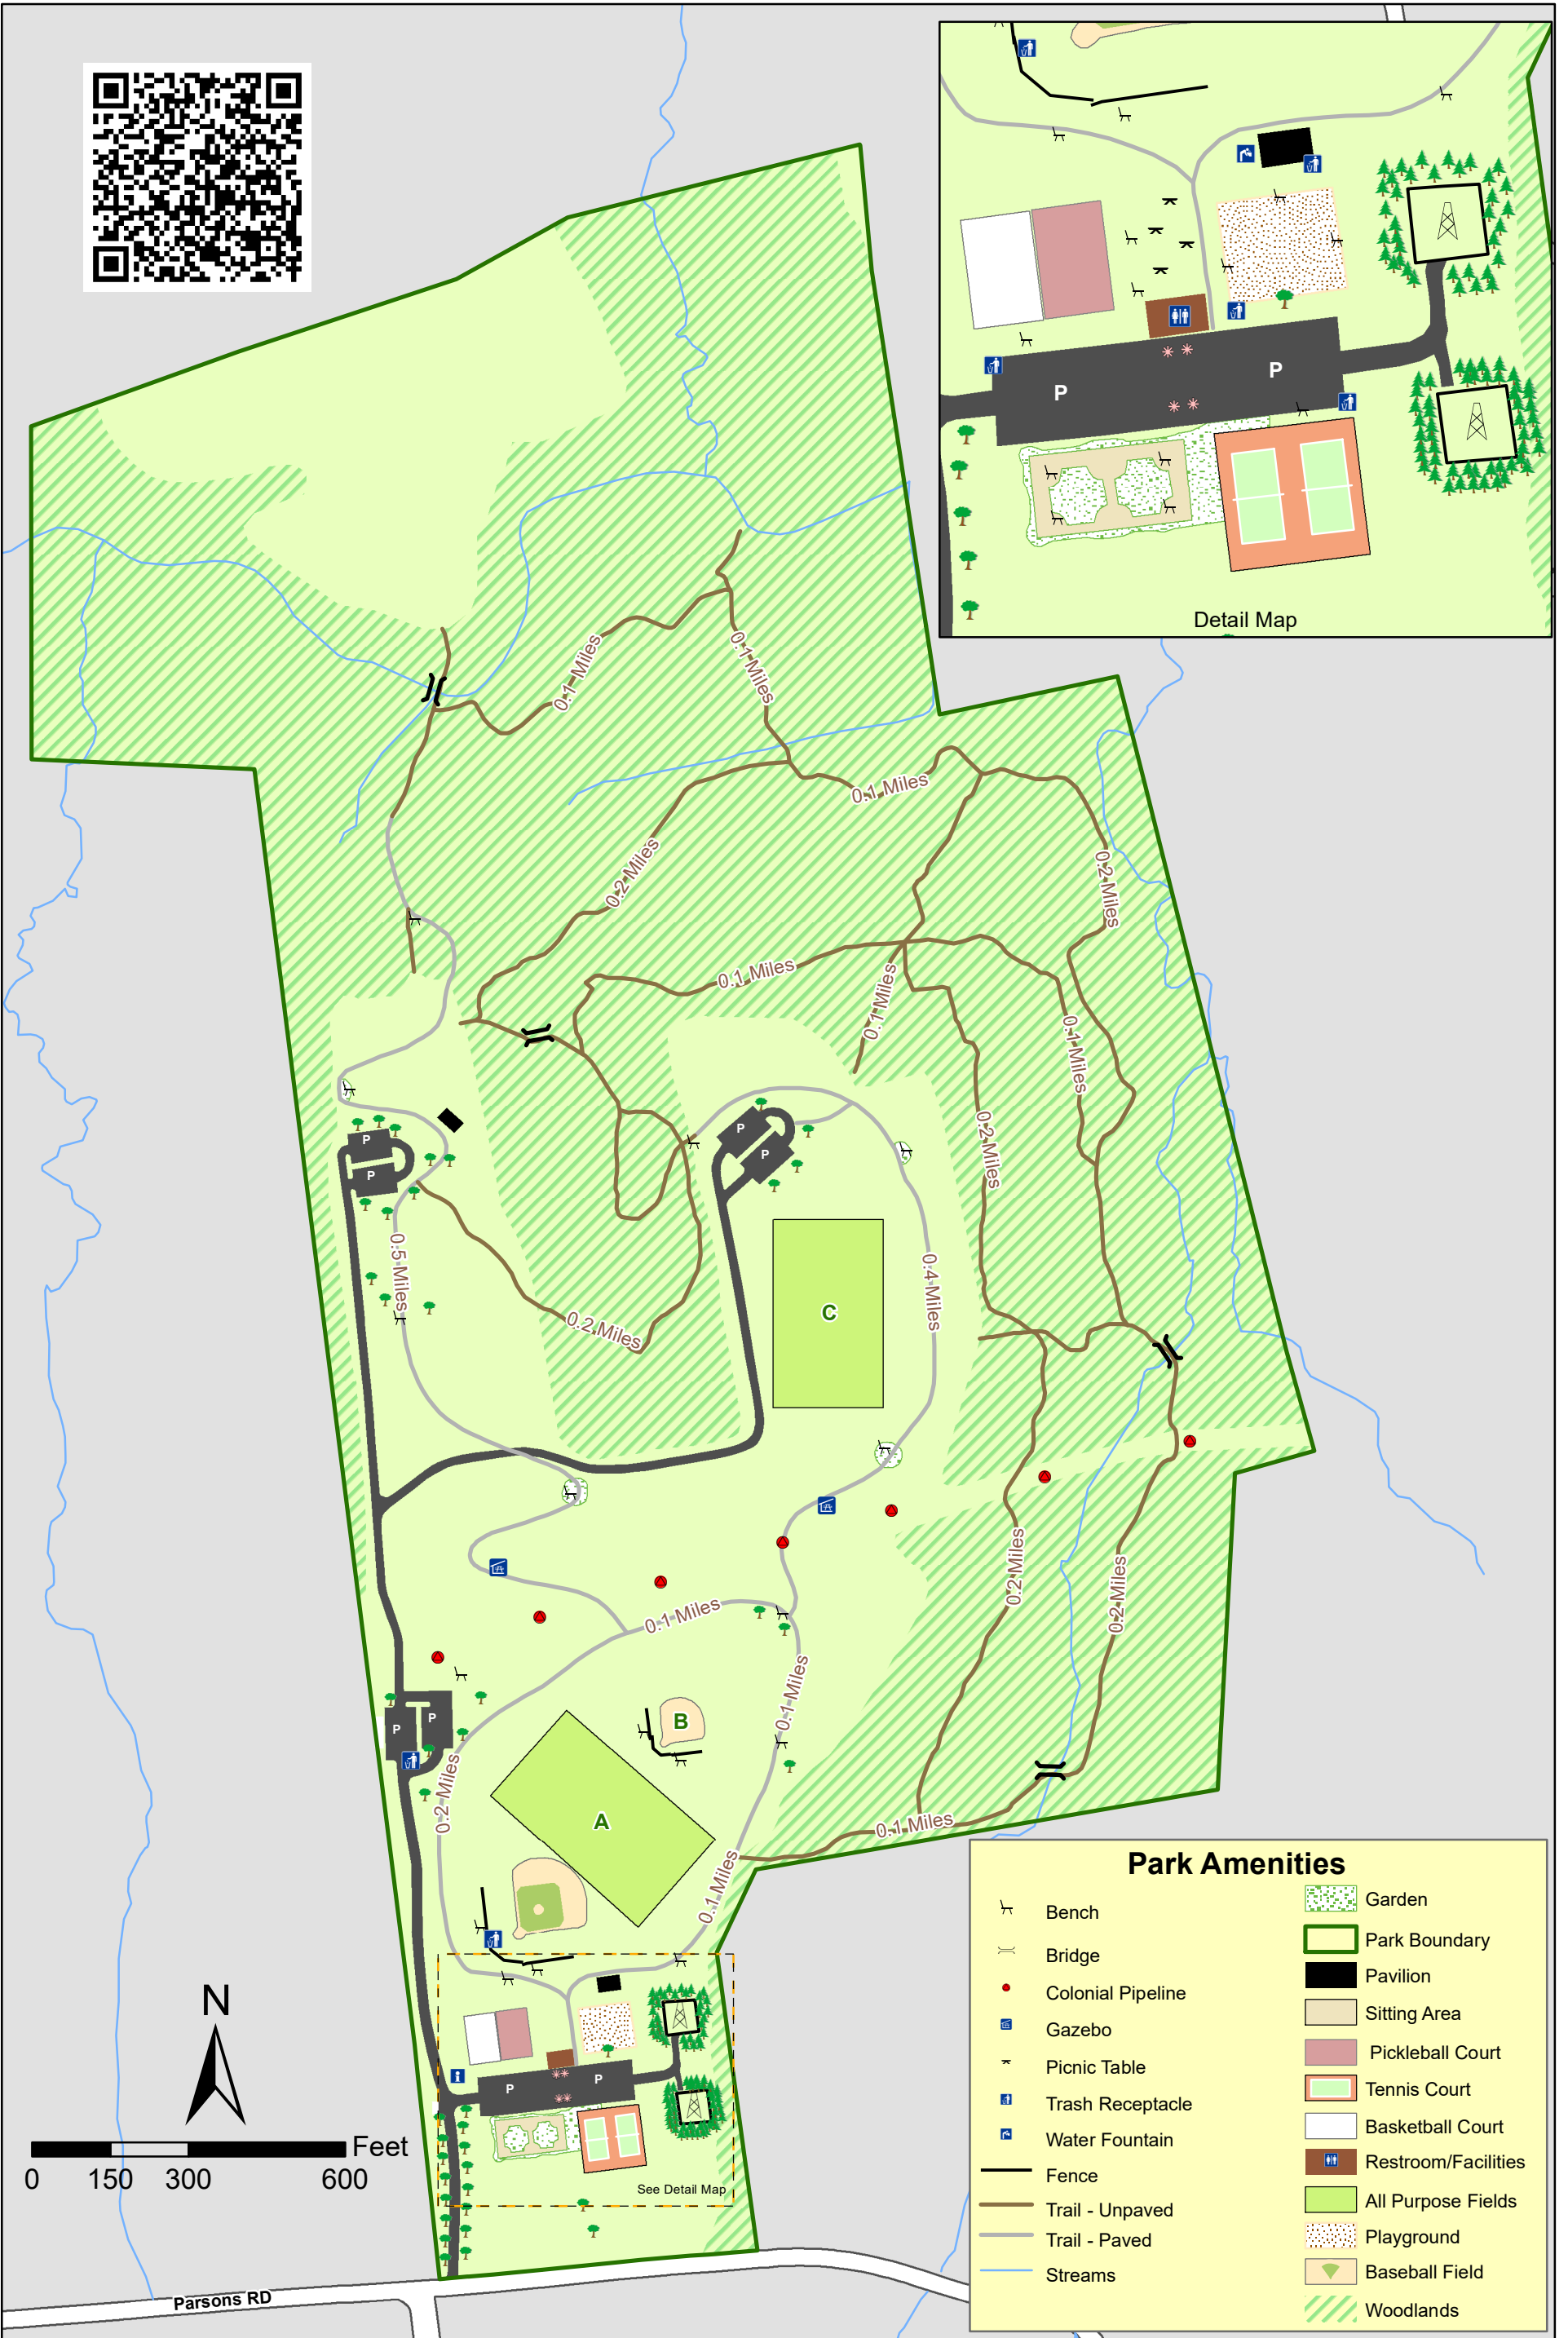 P
P
Detail Map
0.1 Miles
0.1 Miles
0.1 Miles
0.2 Miles
0.2 Miles
0.1 Miles
0.1 Miles
0.1 Miles
0.2 Miles
P
P
P
P
0.5 Miles
0.4 Miles
C
0.2 Miles
0.2 Miles
0.2 Miles
0.1 Miles
0.1 Miles
B
P
P
0.2 Miles
A
0.1 Miles
0.1 Miles
P
P
See Detail Map
N
Feet
0 150 300 600
Parsons RD
Park Amenities
Bench
Bridge
Colonial Pipeline
Gazebo
Picnic Table
Trash Receptacle
Water Fountain
Fence
Trail - Unpaved
Trail - Paved
Streams
Garden
Park Boundary
Pavilion
Sitting Area
Pickleball Court
Tennis Court
Basketball Court
Restroom/Facilities
All Purpose Fields
Playground
Baseball Field
Woodlands